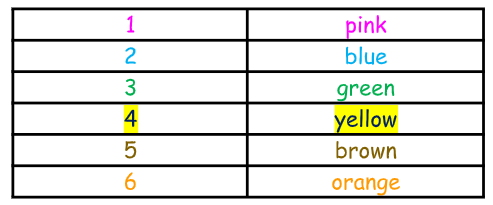 1 pink
2 blue
3 green
4 yellow
5 brown
6 orange